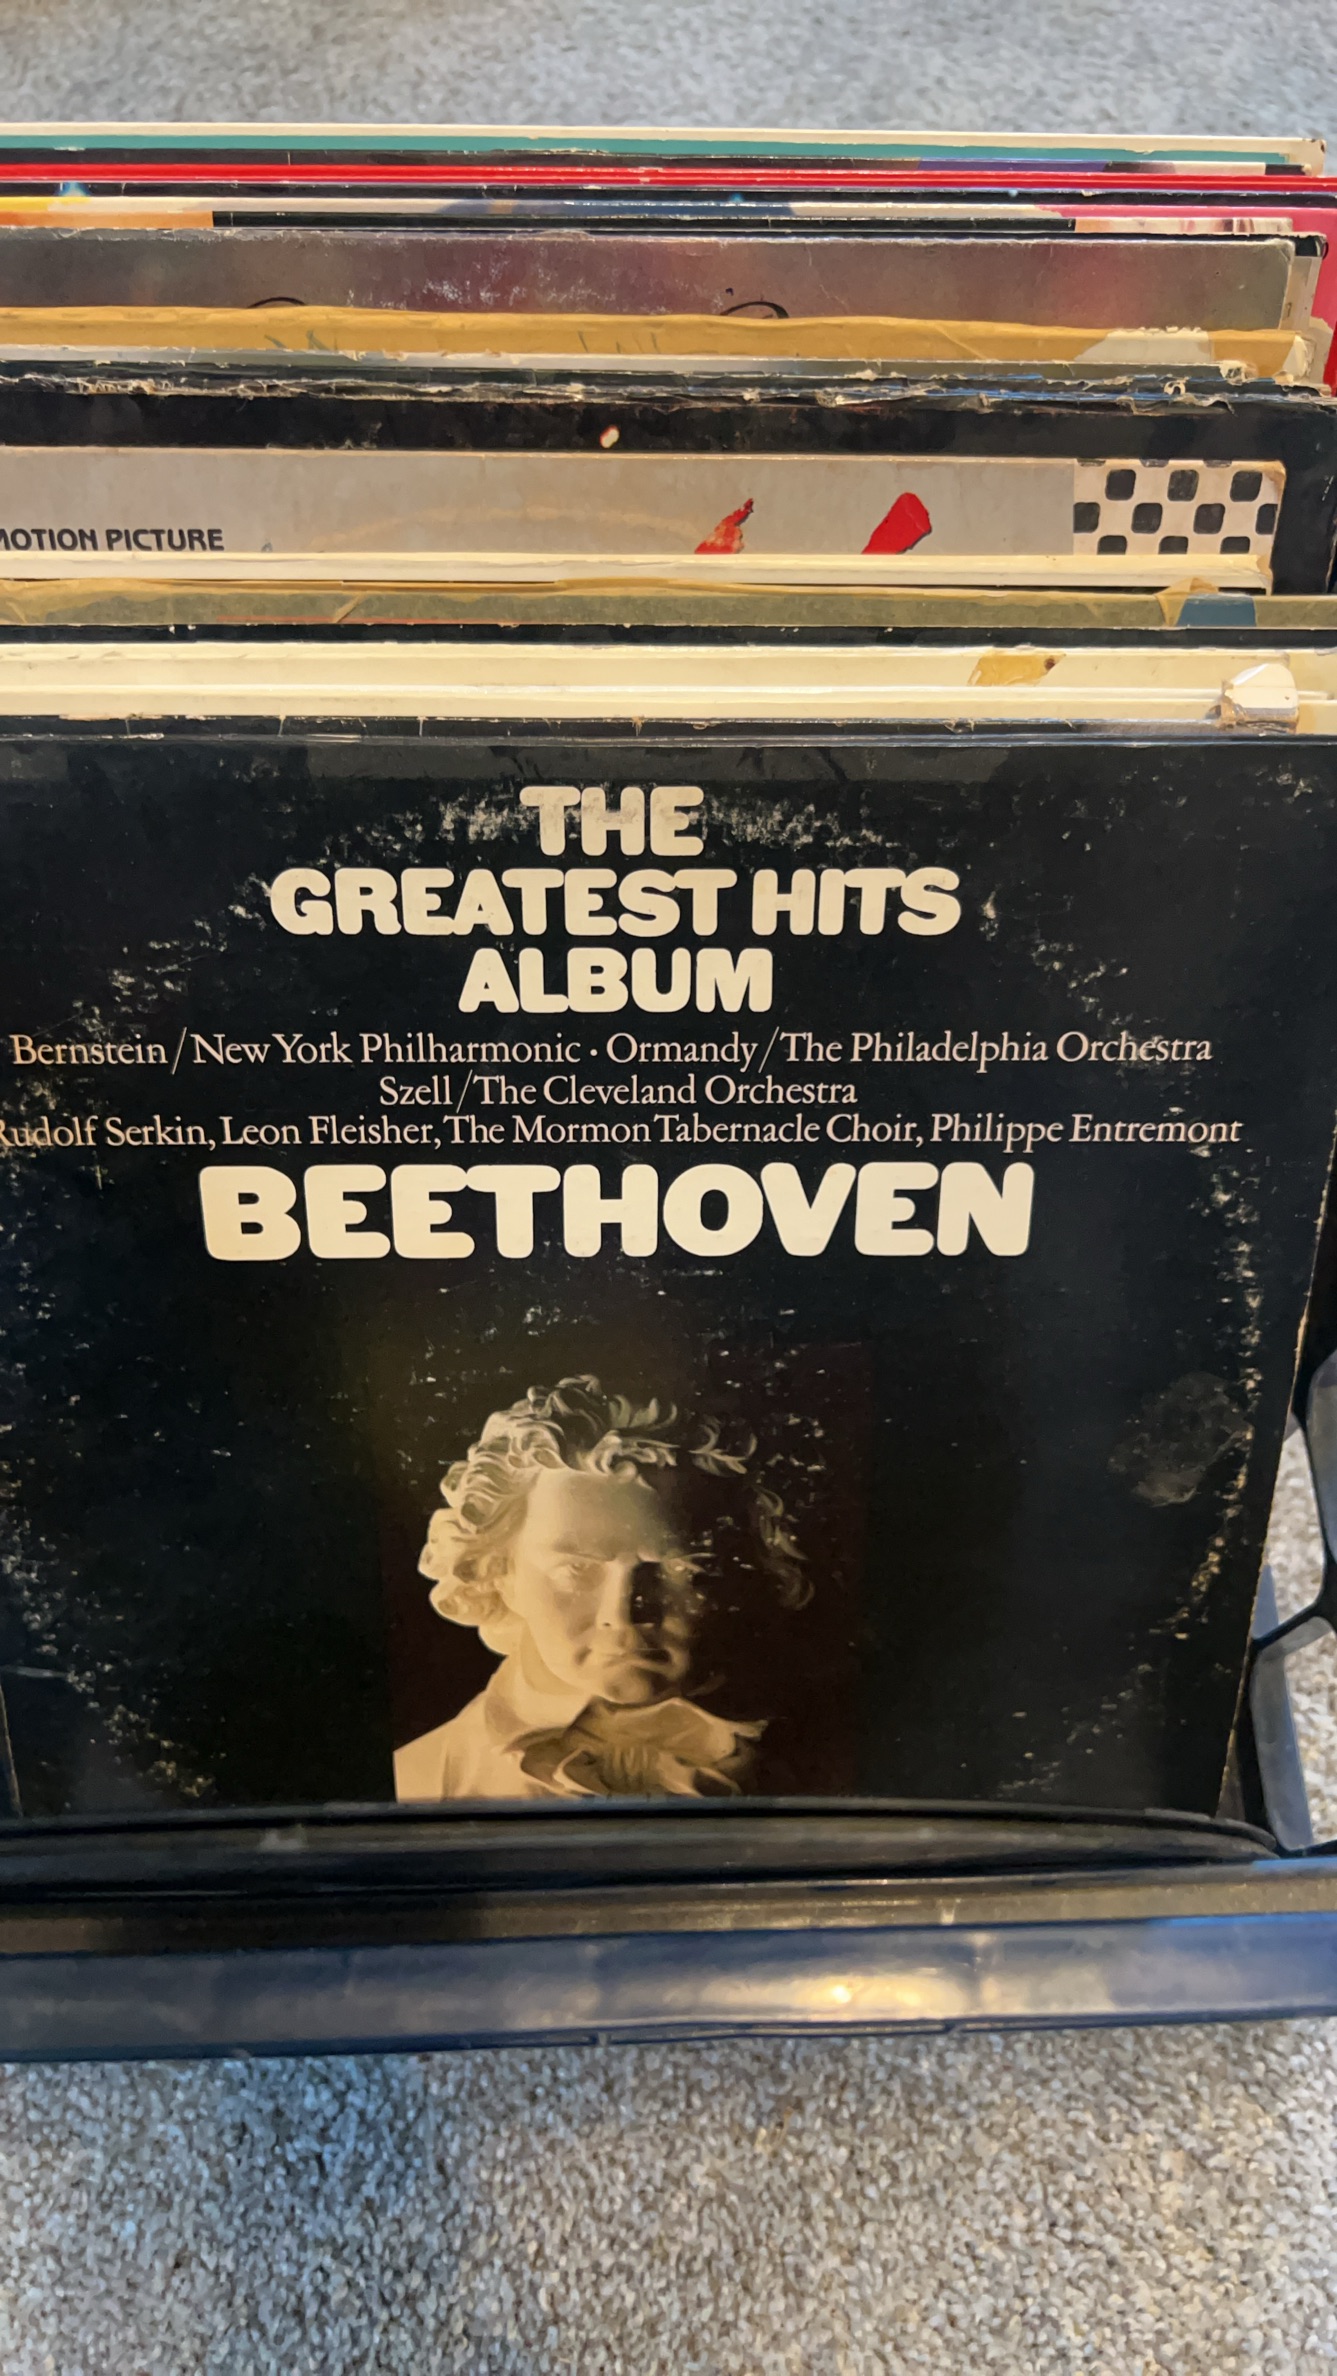 MOTION PICTURE
THE
GREATEST HITS
ALBUM
Bernstein/New York Philharmonic · Ormandy/The Philadelphia Orchestra
Szell/The Cleveland Orchestra
Rudolf Serkin, Leon Fleisher, The Mormon Tabernacle Choir, Philippe Entremont
BEETHOVEN